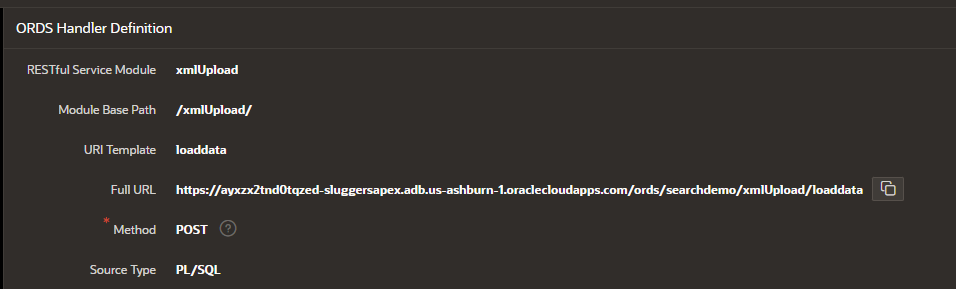 ORDS Handler Definition
RESTful Service Module xmlUpload
Module Base Path /xmlUpload/
URI Template loaddata
Full URL https://ayxzx2tnd0tqzed-sluggersapex.adb.us-ashburn-1.oraclecloudapps.com/ords/searchdemo/xmlUpload/loaddata
* Method POST ?
Source Type PL/SQL